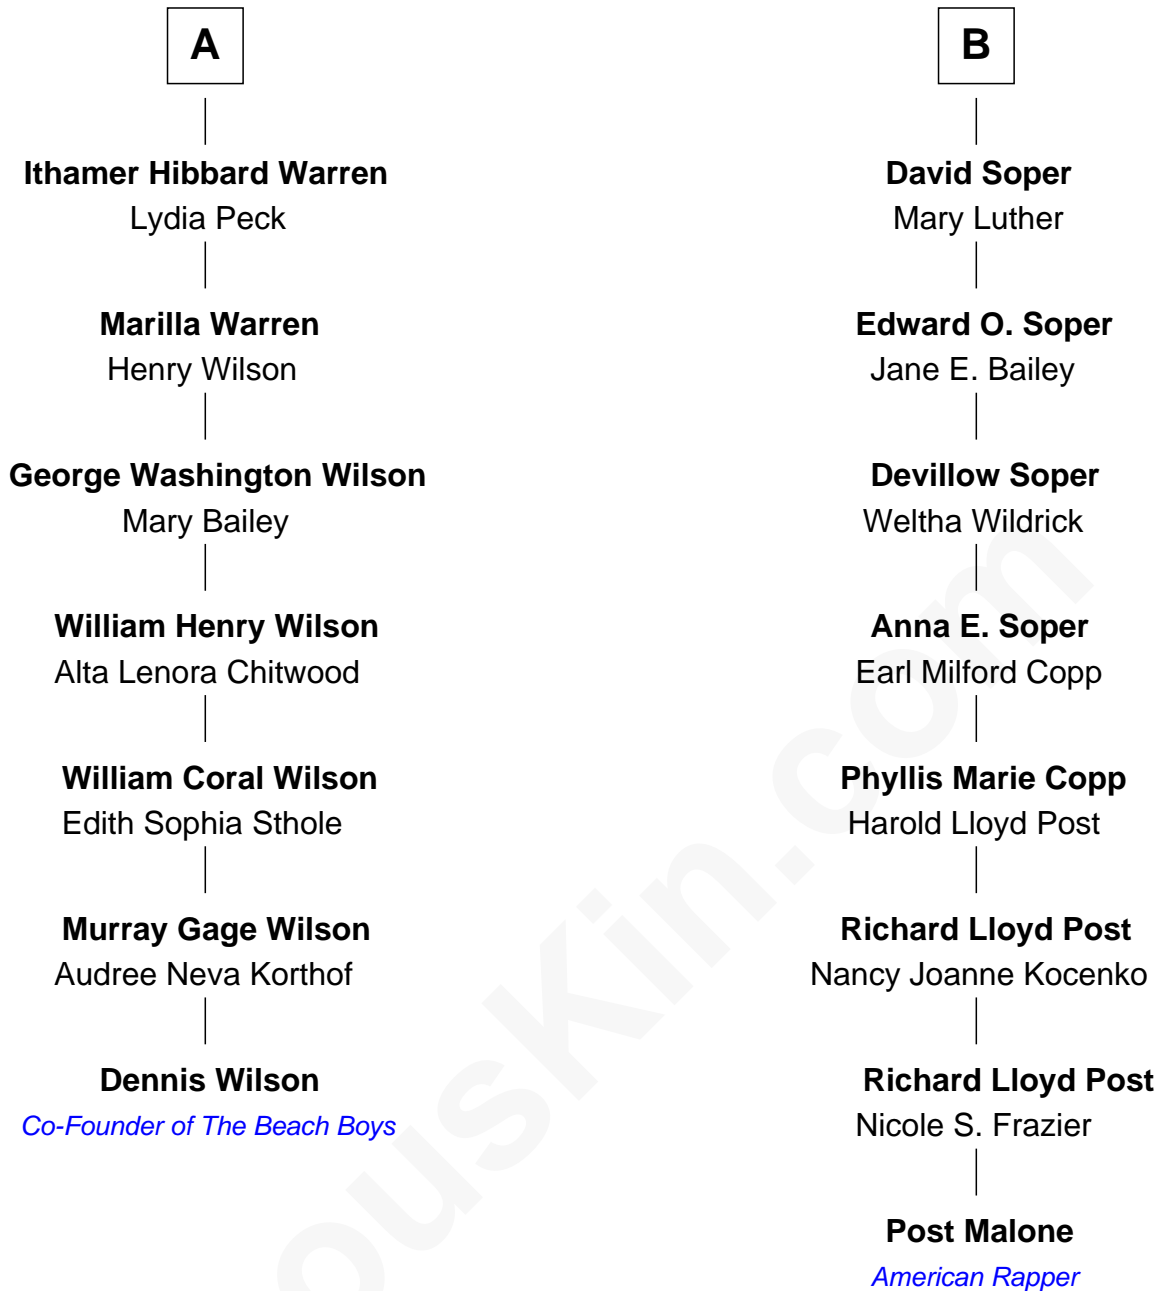 A
Ithamer Hibbard Warren
Lydia Peck
Marilla Warren
Henry Wilson
George Washington Wilson
Mary Bailey
William Henry Wilson
Alta Lenora Chitwood
William Coral Wilson
Edith Sophia Sthole
Murray Gage Wilson
Audree Neva Korthof
Dennis Wilson
Co-Founder of The Beach Boys
B
David Soper
Mary Luther
Edward O. Soper
Jane E. Bailey
Devillow Soper
Weltha Wildrick
Anna E. Soper
Earl Milford Copp
Phyllis Marie Copp
Harold Lloyd Post
Richard Lloyd Post
Nancy Joanne Kocenko
Richard Lloyd Post
Nicole S. Frazier
Post Malone
American Rapper
ousKin.com